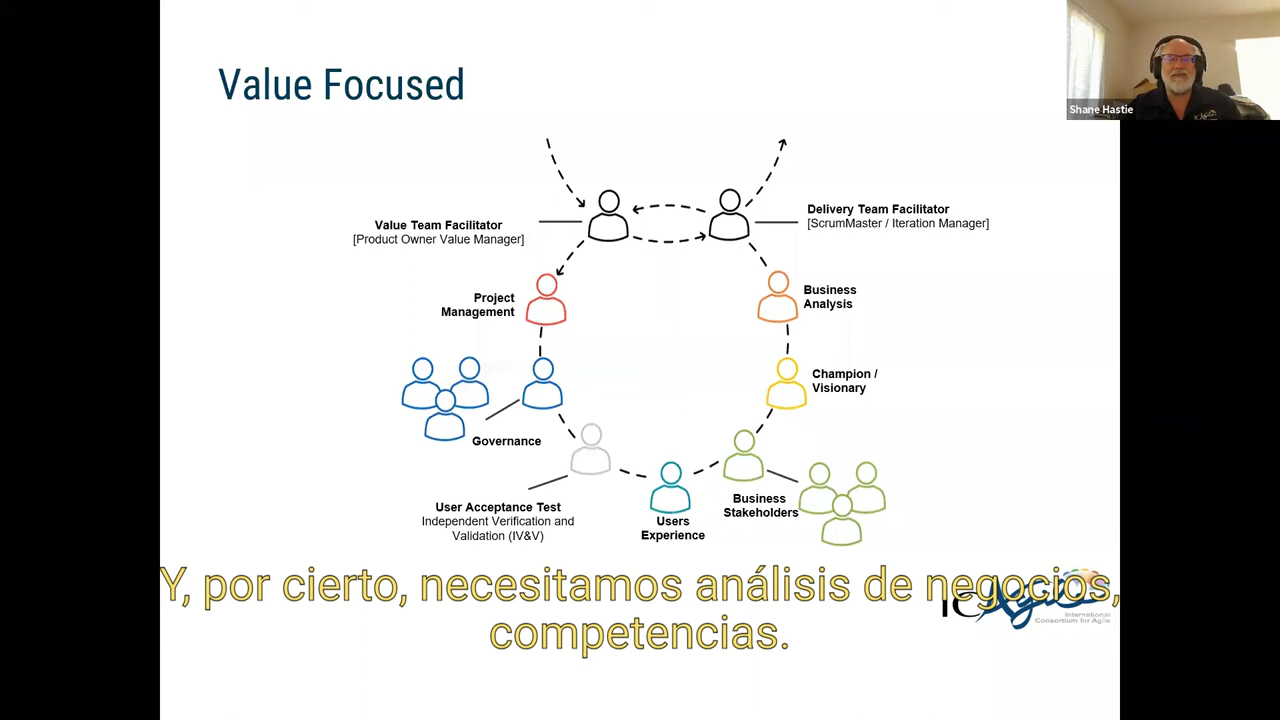 Value Focused
Shane Hastie
Value Team Facilitator
[Product Owner Value Manager]
Delivery Team Facilitator
[ScrumMaster / Iteration Manager]
Project
Management
Business
Analysis
Champion /
Visionary
Governance
User Acceptance Test
Independent Verification and
Validation (IV&V)
Users
Experience
Business
Stakeholders
Y, por cierto, necesitamos análisis de negocios,
competencias.
ICAgile
International
Consortium for Agile